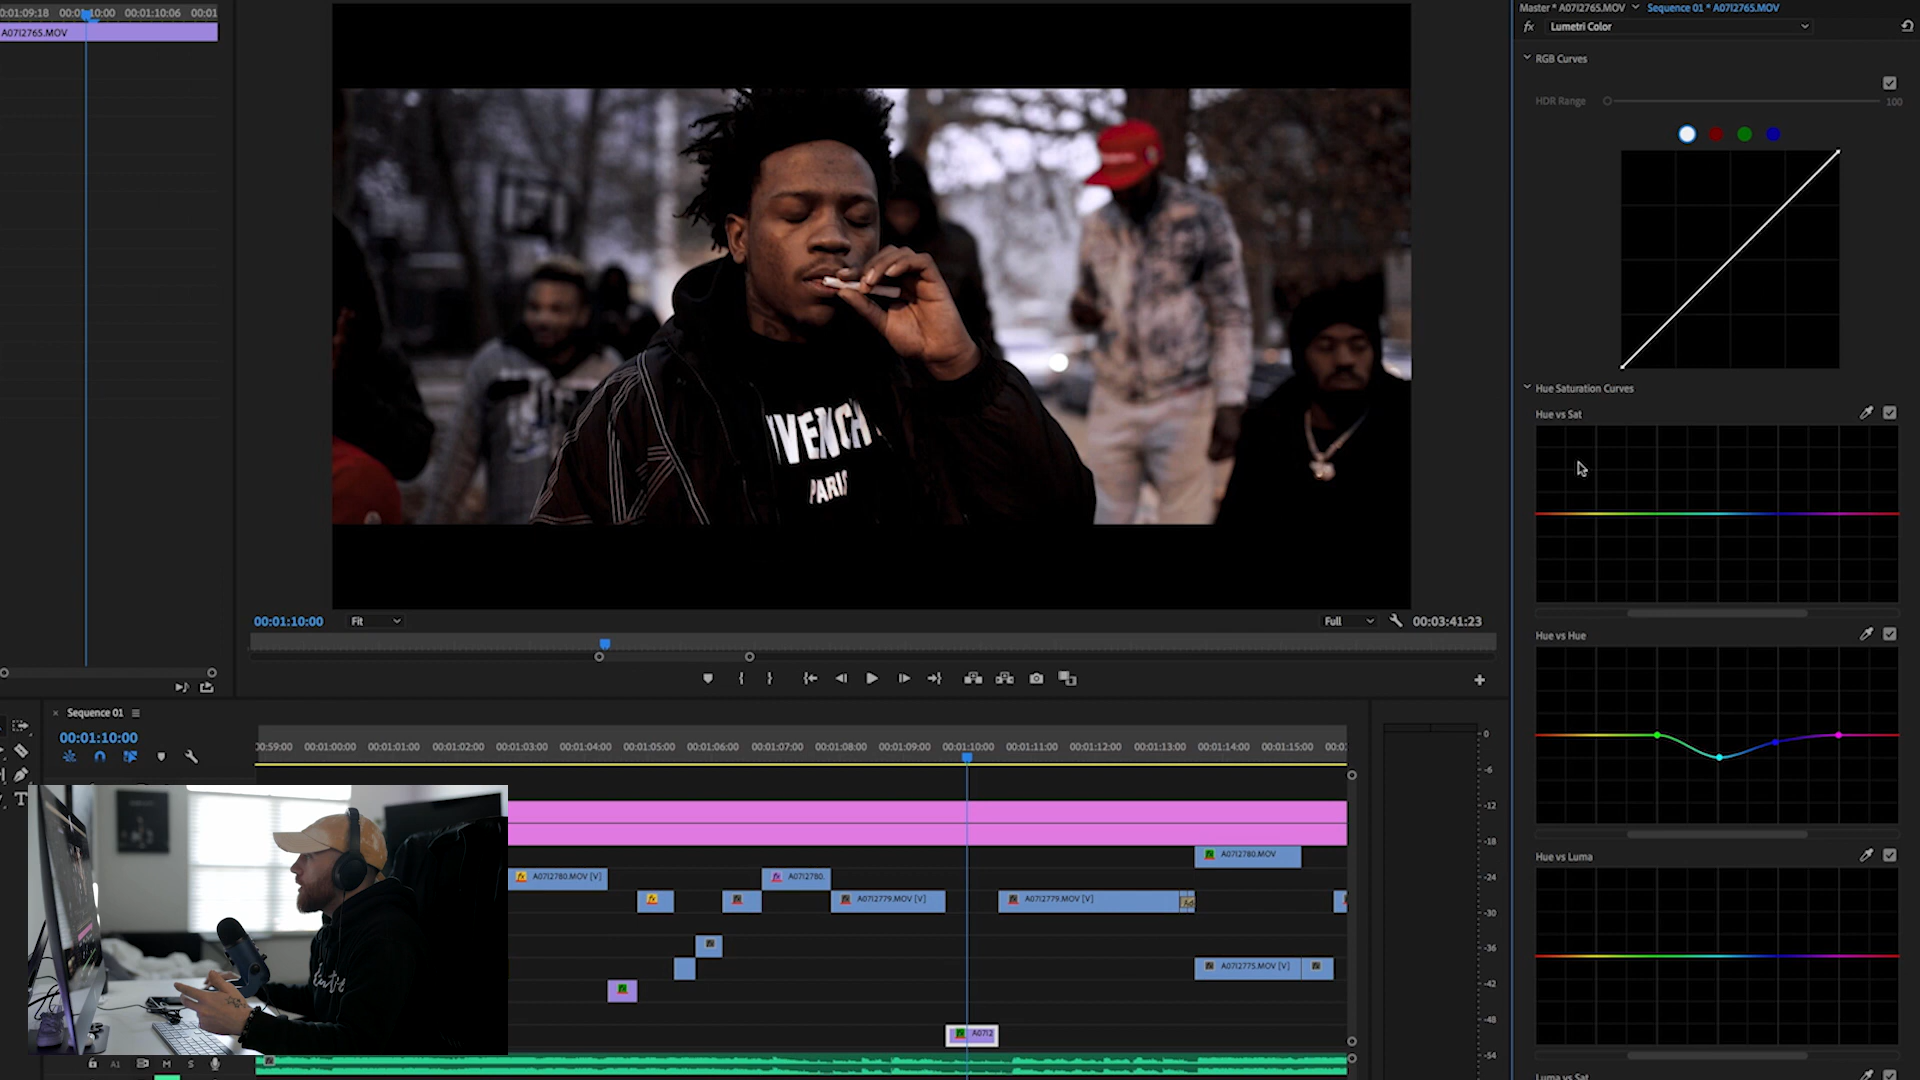 0:01:09:18 00:01:10:00 00:01:10:06 00:01
A07I2765.MOV
Master * A07I2765.MOV
Sequence 01 * A07I2765.MOV
fx Lumetri Color
RGB Curves
HDR Range 100
Hue Saturation Curves
Hue vs Sat
Hue vs Hue
Hue vs Luma
Luma vs Sat
GIVENCHY
PARIS
00:01:10:00
Fit
Full
00:03:41:23
× Sequence 01
00:01:10:00
00:59:00 00:01:00:00 00:01:01:00 00:01:02:00 00:01:03:00 00:01:04:00 00:01:05:00 00:01:06:00 00:01:07:00 00:01:08:00 00:01:09:00 00:01:10:00 00:01:11:00 00:01:12:00 00:01:13:00 00:01:14:00 00:01:15:00 00:01
A07I2780.MOV
A07I2780.MOV [V]
A07I2780.
A07I2779.MOV [V]
A07I2779.MOV [V]
A07I2775.MOV [V]
A07I2
A1 M S
0
-6
-12
-18
-24
-30
-36
-42
-48
-54